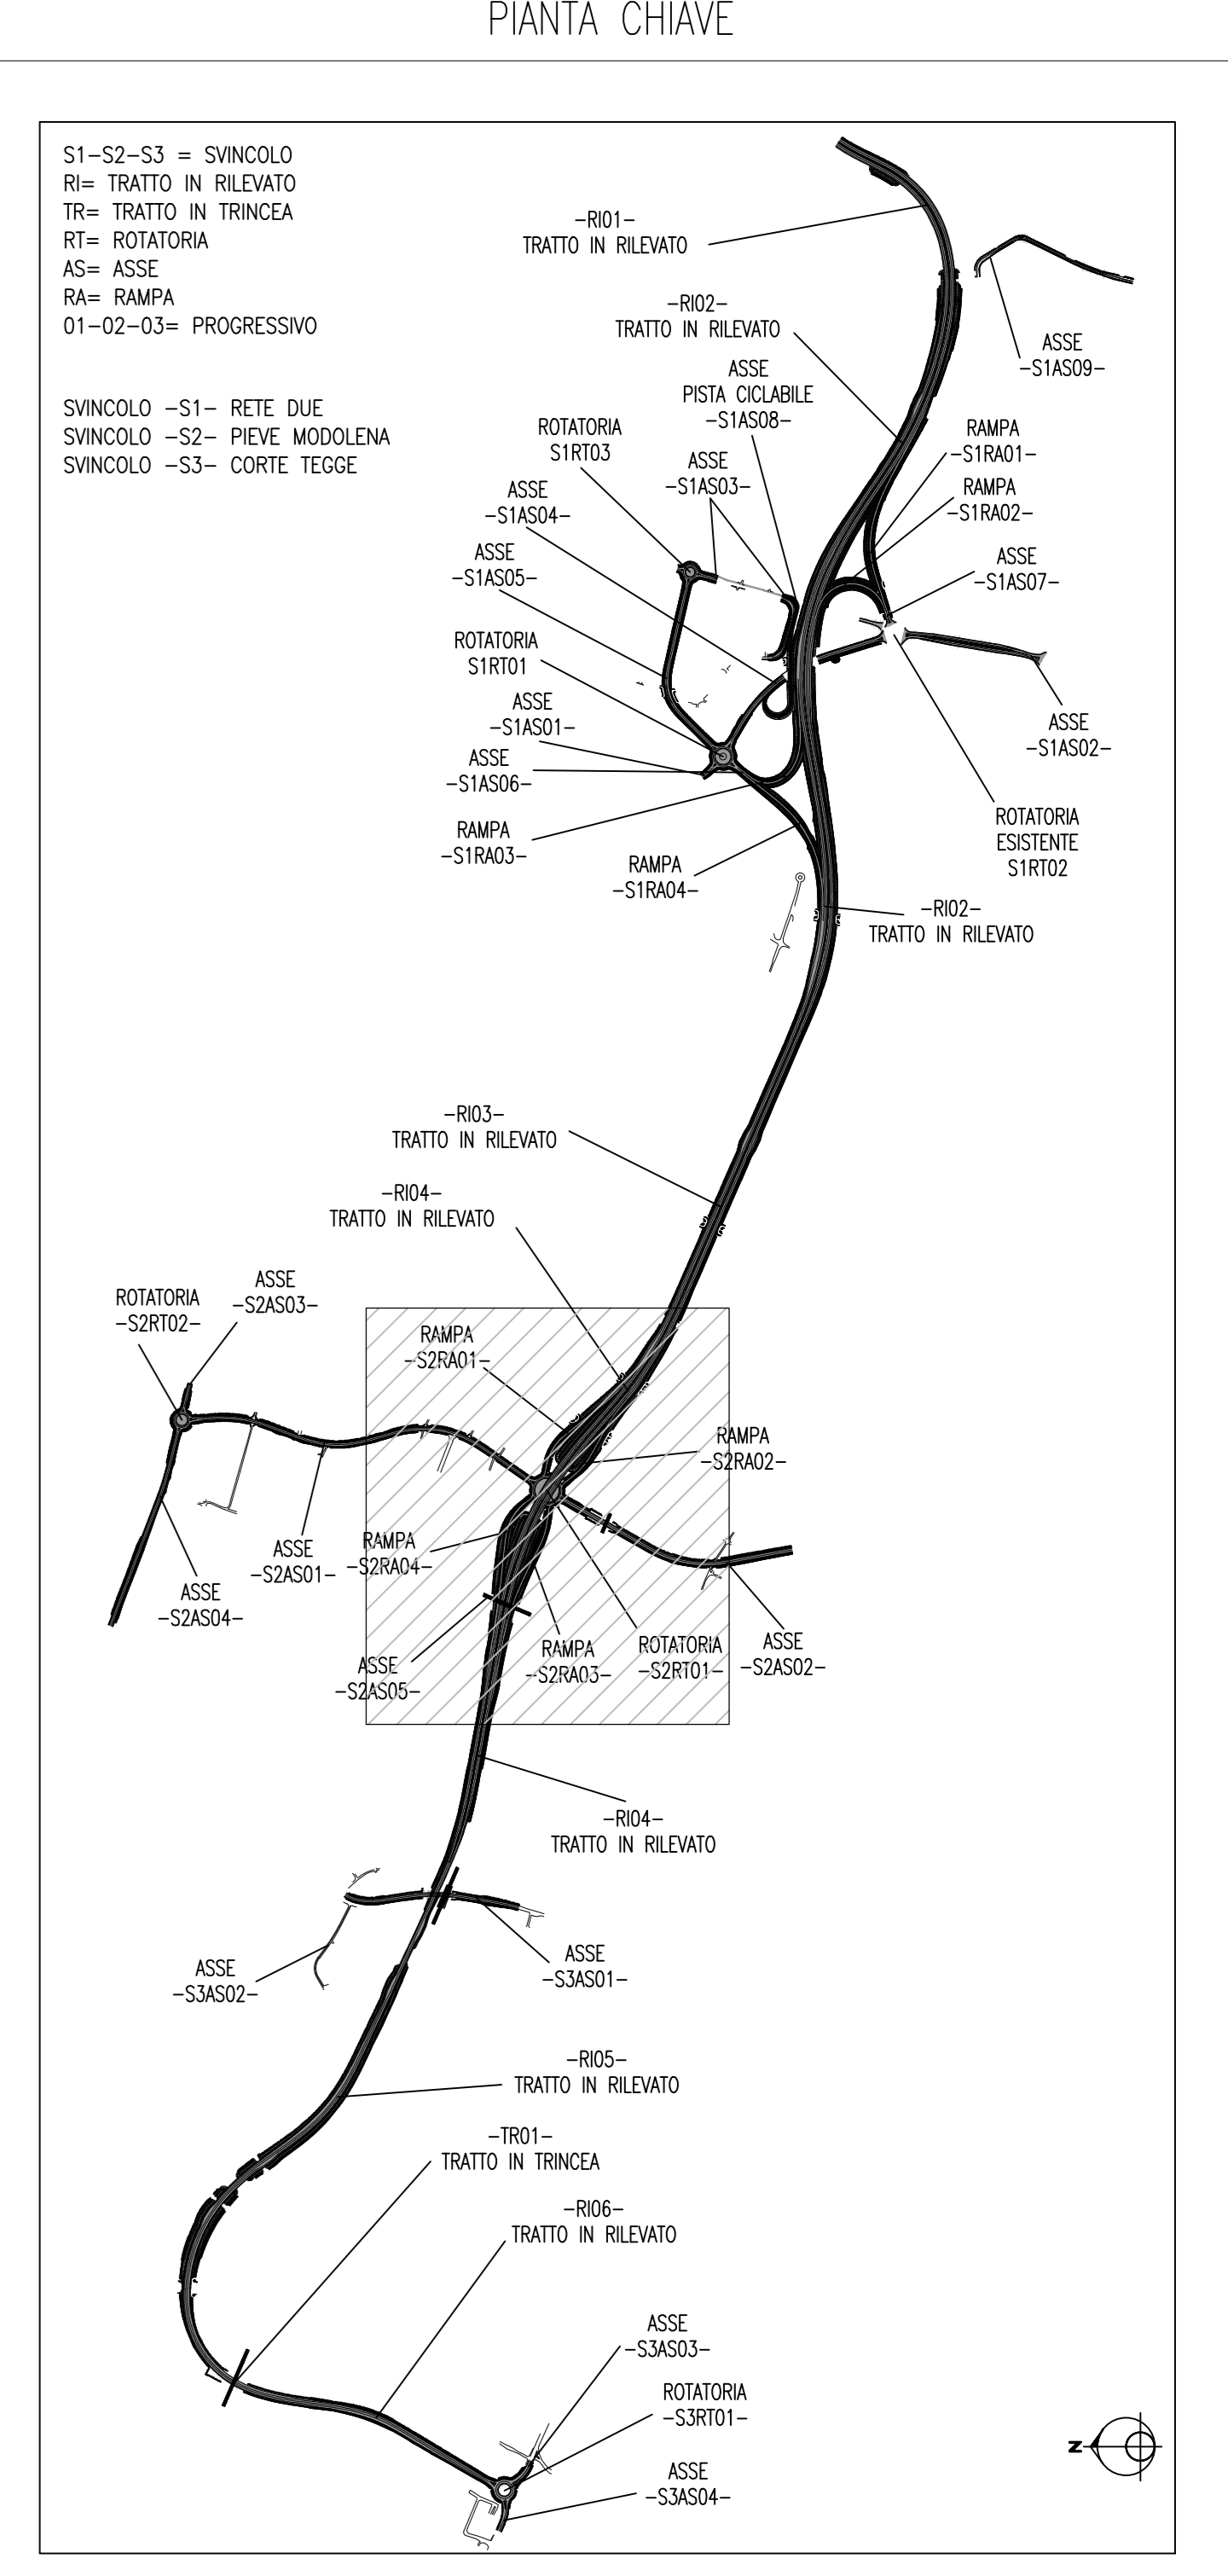 PIANTA CHIAVE
S1-S2-S3 = SVINCOLO
RI= TRATTO IN RILEVATO
TR= TRATTO IN TRINCEA
RT= ROTATORIA
AS= ASSE
RA= RAMPA
01-02-03= PROGRESSIVO
SVINCOLO -S1- RETE DUE
SVINCOLO -S2- PIEVE MODOLENA
SVINCOLO -S3- CORTE TEGGE
-RI01-
TRATTO IN RILEVATO
-RI02-
TRATTO IN RILEVATO
ASSE
-S1AS09-
ASSE
PISTA CICLABILE
-S1AS08-
ROTATORIA
S1RT03
ASSE
-S1AS03-
RAMPA
-S1RA01-
ASSE
-S1AS04-
RAMPA
-S1RA02-
ASSE
-S1AS05-
ASSE
-S1AS07-
ROTATORIA
S1RT01
ASSE
-S1AS01-
ASSE
-S1AS02-
ASSE
-S1AS06-
RAMPA
-S1RA03-
ROTATORIA
ESISTENTE
S1RT02
RAMPA
-S1RA04-
-RI02-
TRATTO IN RILEVATO
-RI03-
TRATTO IN RILEVATO
-RI04-
TRATTO IN RILEVATO
ASSE
-S2AS03-
ROTATORIA
-S2RT02-
RAMPA
-S2RA01-
RAMPA
-S2RA02-
ASSE
-S2AS01-
RAMPA
-S2RA04-
ASSE
-S2AS04-
ASSE
-S2AS05-
RAMPA
-S2RA03-
ROTATORIA
-S2RT01-
ASSE
-S2AS02-
-RI04-
TRATTO IN RILEVATO
ASSE
-S3AS02-
ASSE
-S3AS01-
-RI05-
TRATTO IN RILEVATO
-TR01-
TRATTO IN TRINCEA
-RI06-
TRATTO IN RILEVATO
ASSE
-S3AS03-
ROTATORIA
-S3RT01-
N
ASSE
-S3AS04-